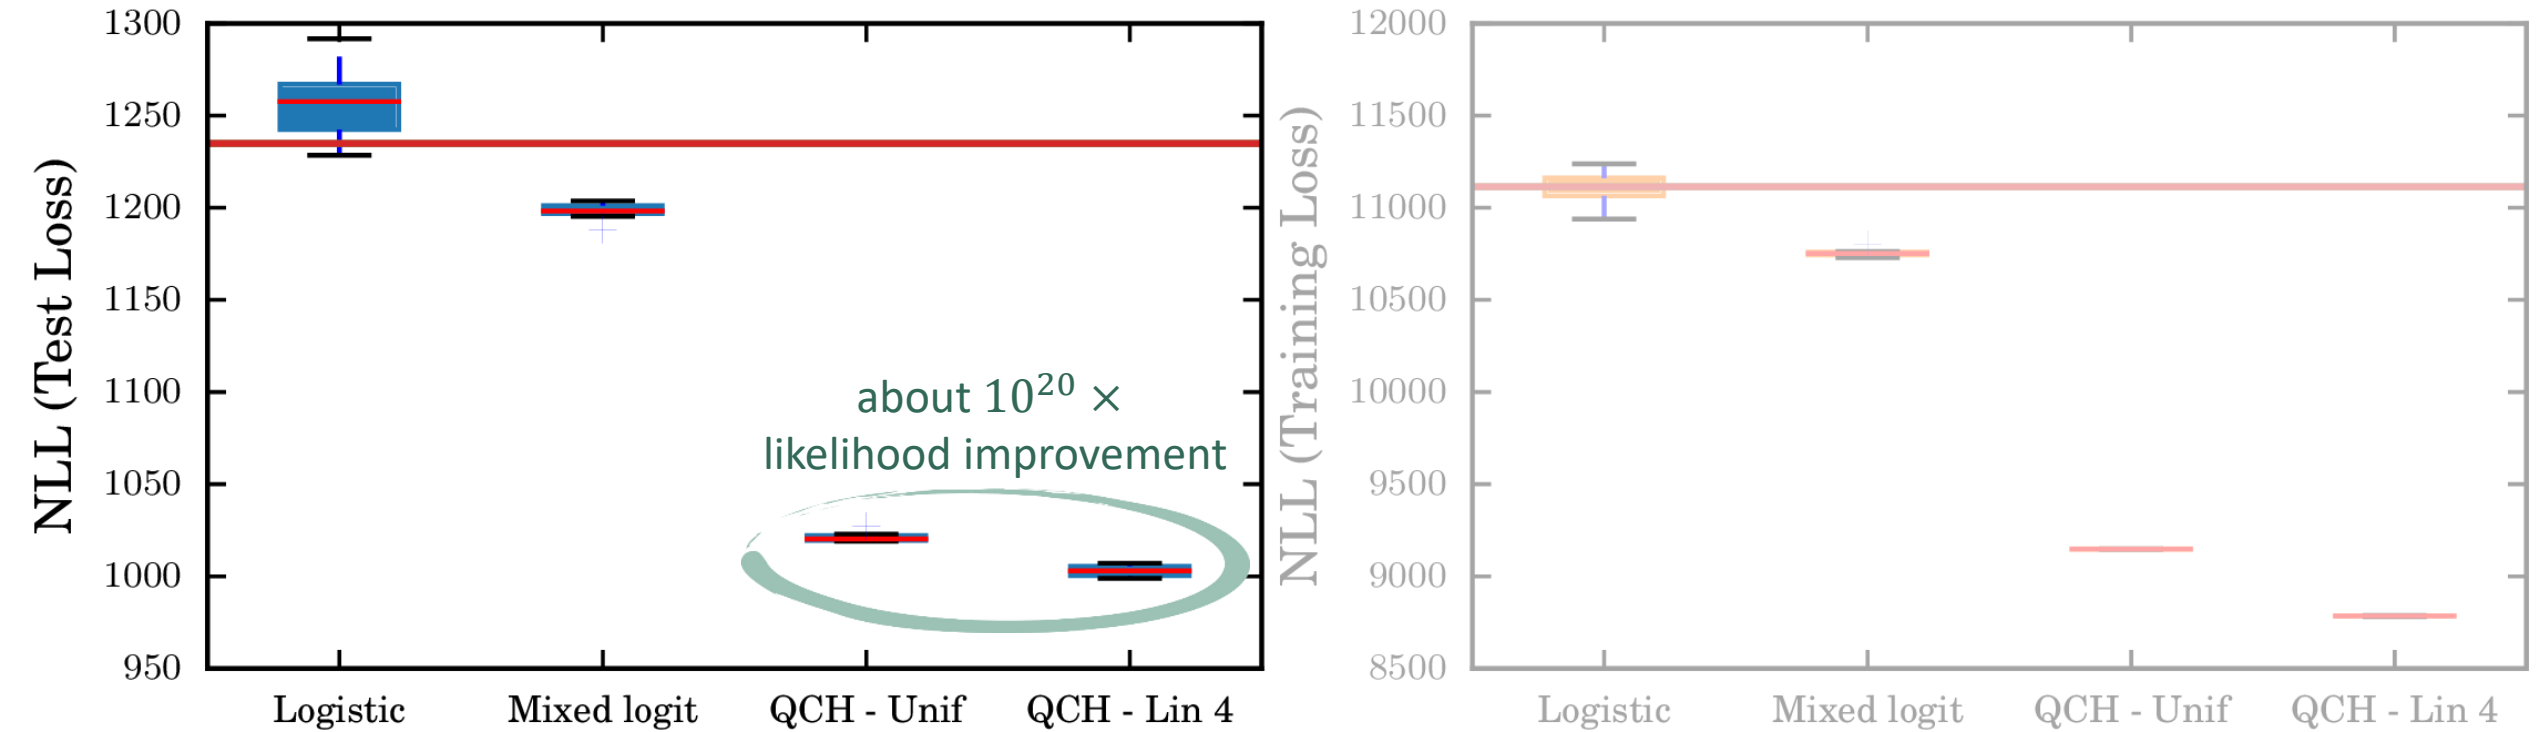 NLL (Test Loss)
1300
1250
1200
1150
1100
1050
1000
950
about 10²⁰ ×
likelihood improvement
Logistic
Mixed logit
QCH - Unif
QCH - Lin 4
NLL (Training Loss)
12000
11500
11000
10500
10000
9500
9000
8500
Logistic
Mixed logit
QCH - Unif
QCH - Lin 4